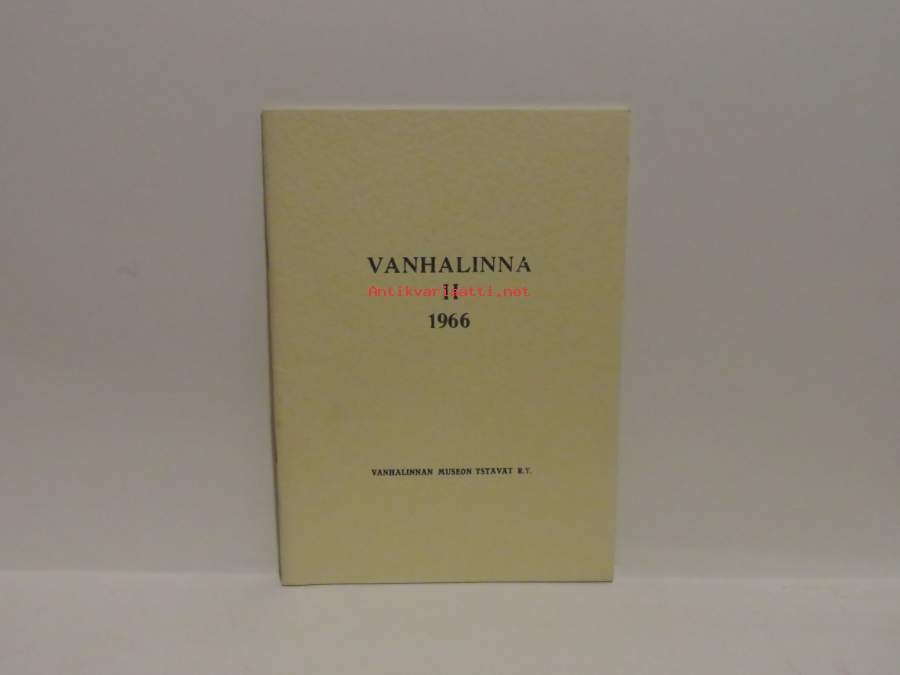 VANHALINNA
II
Antikvariaatti.net
1966
VANHALINNAN MUSEON YSTÄVÄT R.Y.